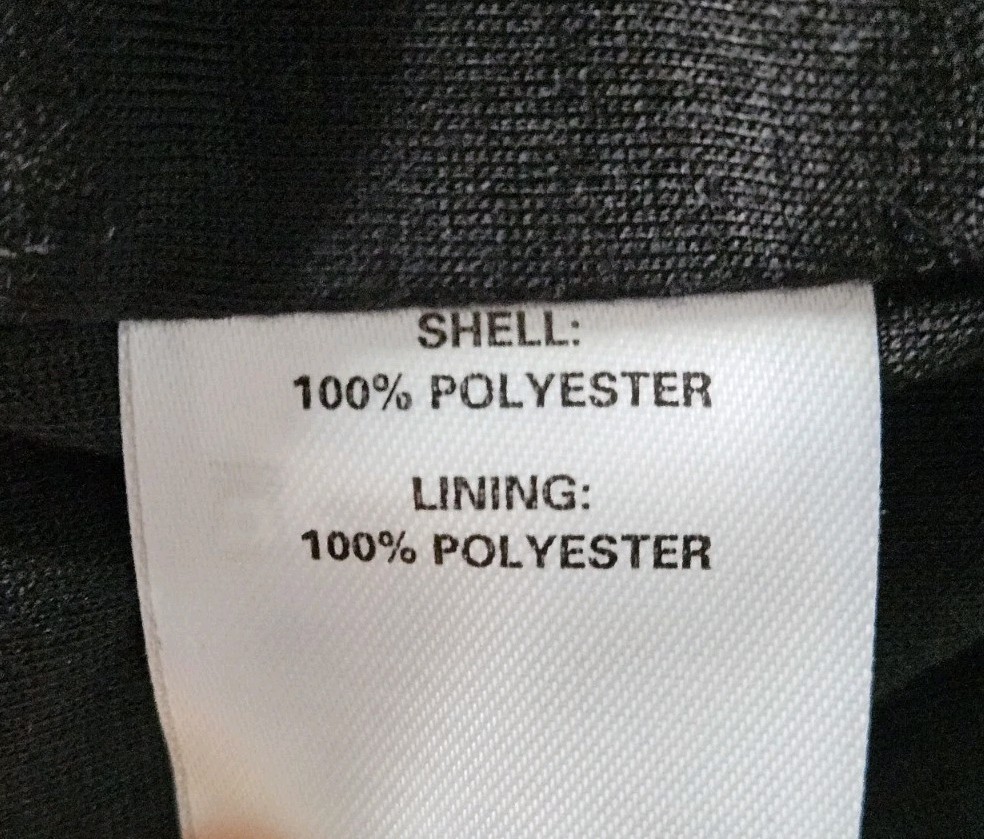 SHELL:
100% POLYESTER
LINING:
100% POLYESTER